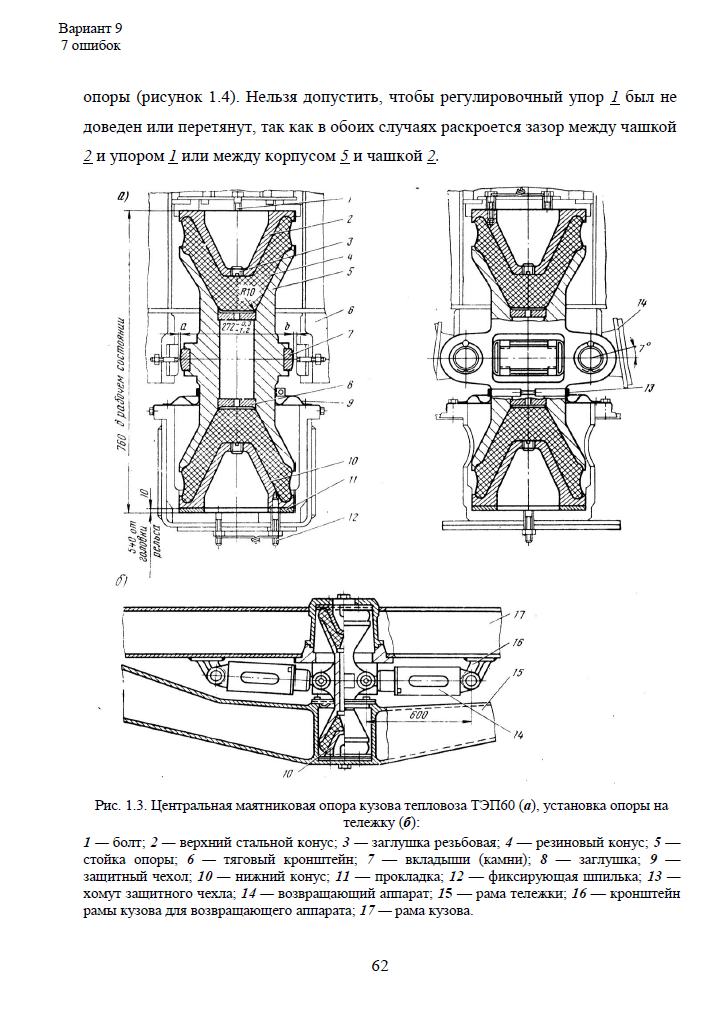 Вариант 9
7 ошибок
опоры (рисунок 1.4). Нельзя допустить, чтобы регулировочный упор 1 был не
доведен или перетянут, так как в обоих случаях раскроется зазор между чашкой
2 и упором 1 или между корпусом 5 и чашкой 2.
а)
1
2
3
4
5
R10
272
6
а
b
7
8
9
10
11
12
760 в рабочем состоянии
10
540 от
головки
рельса
14
7°
13
б)
17
16
15
600
14
10
Рис. 1.3. Центральная маятниковая опора кузова тепловоза ТЭП60 (а), установка опоры на
тележку (б):
1 — болт; 2 — верхний стальной конус; 3 — заглушка резьбовая; 4 — резиновый конус; 5 —
стойка опоры; 6 — тяговый кронштейн; 7 — вкладыши (камни); 8 — заглушка; 9 —
защитный чехол; 10 — нижний конус; 11 — прокладка; 12 — фиксирующая шпилька; 13 —
хомут защитного чехла; 14 — возвращающий аппарат; 15 — рама тележки; 16 — кронштейн
рамы кузова для возвращающего аппарата; 17 — рама кузова.
62